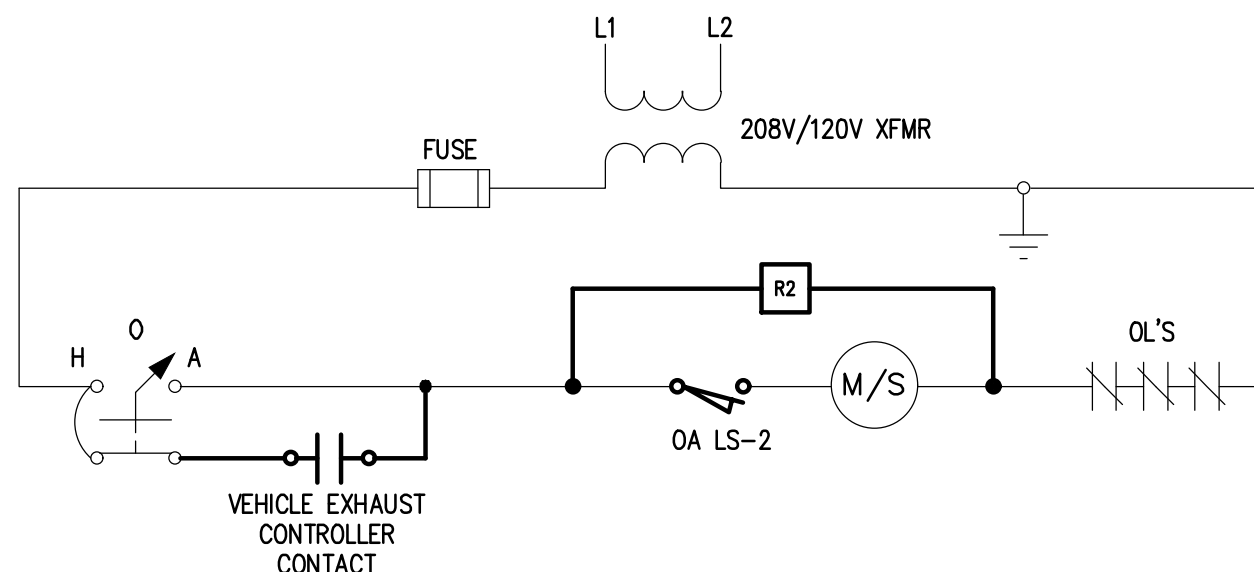 L1 L2
208V/120V XFMR
FUSE
R2
O
H A
OL'S
M/S
OA LS-2
VEHICLE EXHAUST
CONTROLLER
CONTACT